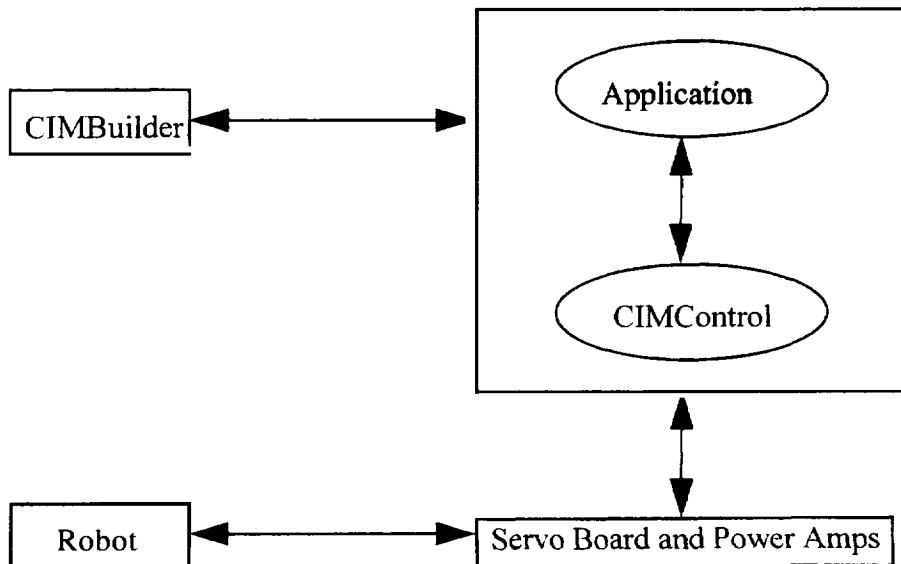 Application
CIMBuilder
CIMControl
Robot
Servo Board and Power Amps